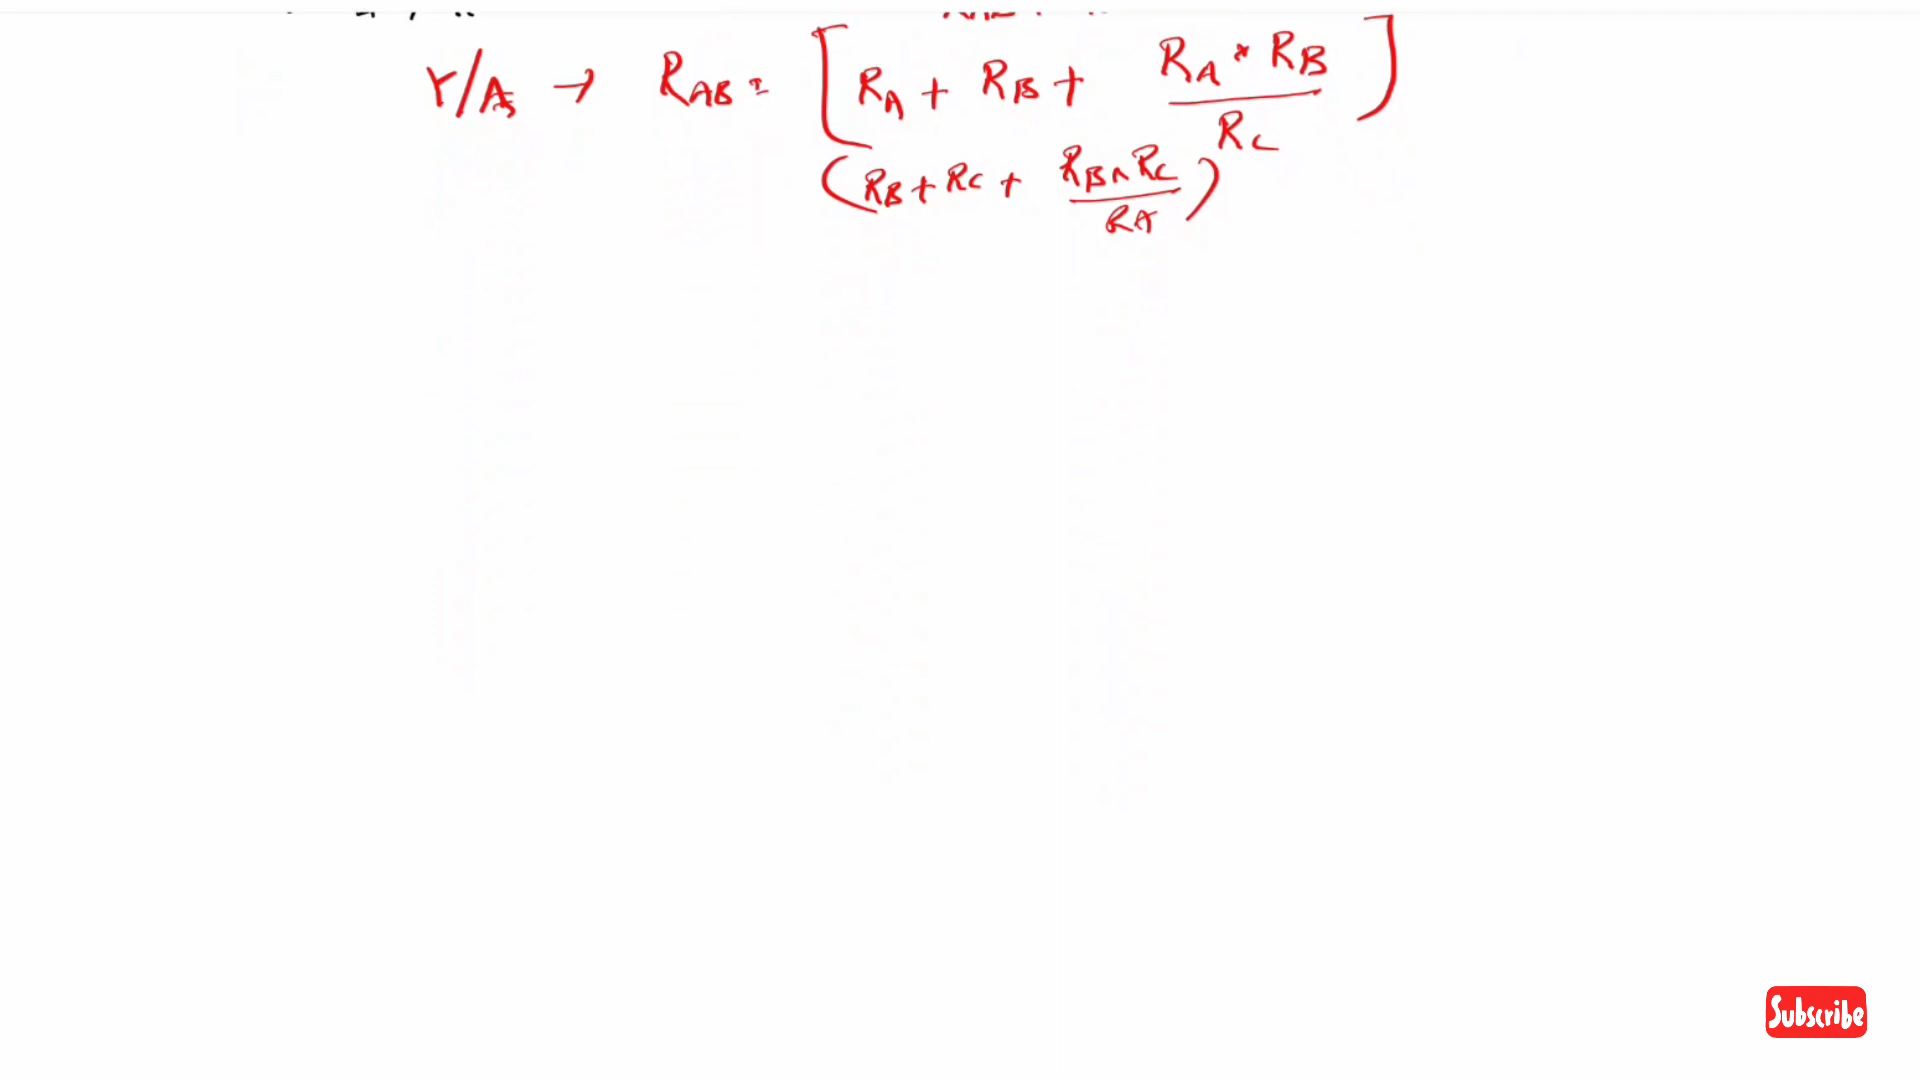 Y/Δ → R_AB = [R_A + R_B + (R_A * R_B)/R_C]
(R_B + R_C + (R_B * R_C)/R_A)
Subscribe